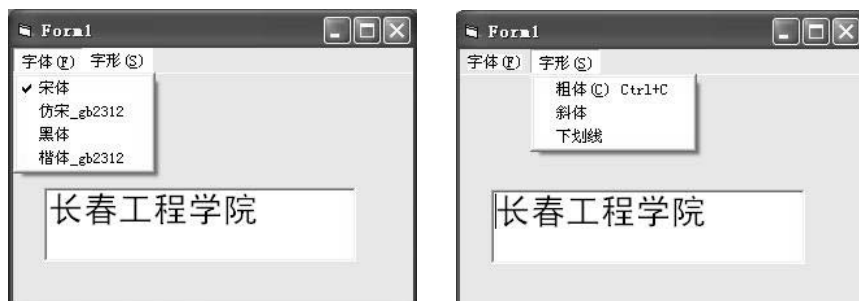 Form1
字体(F) 字形(S)
✓ 宋体
仿宋_gb2312
黑体
楷体_gb2312
长春工程学院
Form1
字体(F) 字形(S)
粗体(C) Ctrl+C
斜体
下划线
长春工程学院